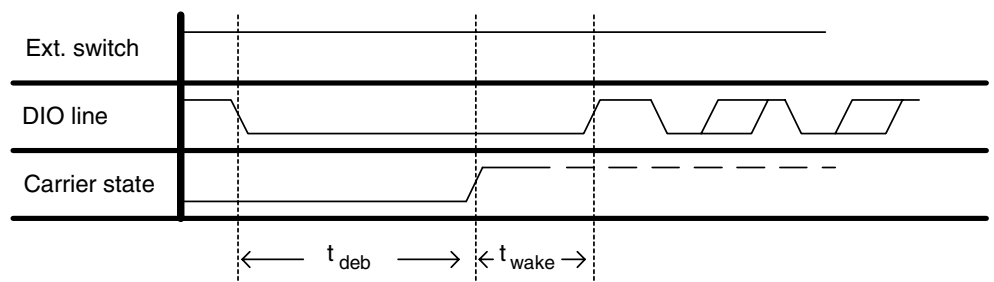 Ext. switch
DIO line
Carrier state
t deb
t wake